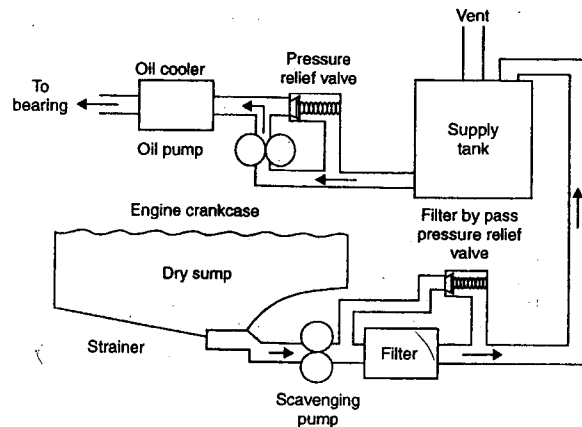 Vent
Oil cooler
Pressure
relief valve
To
bearing
Oil pump
Supply
tank
Engine crankcase
Filter by pass
pressure relief
valve
Dry sump
Strainer
Filter
Scavenging
pump